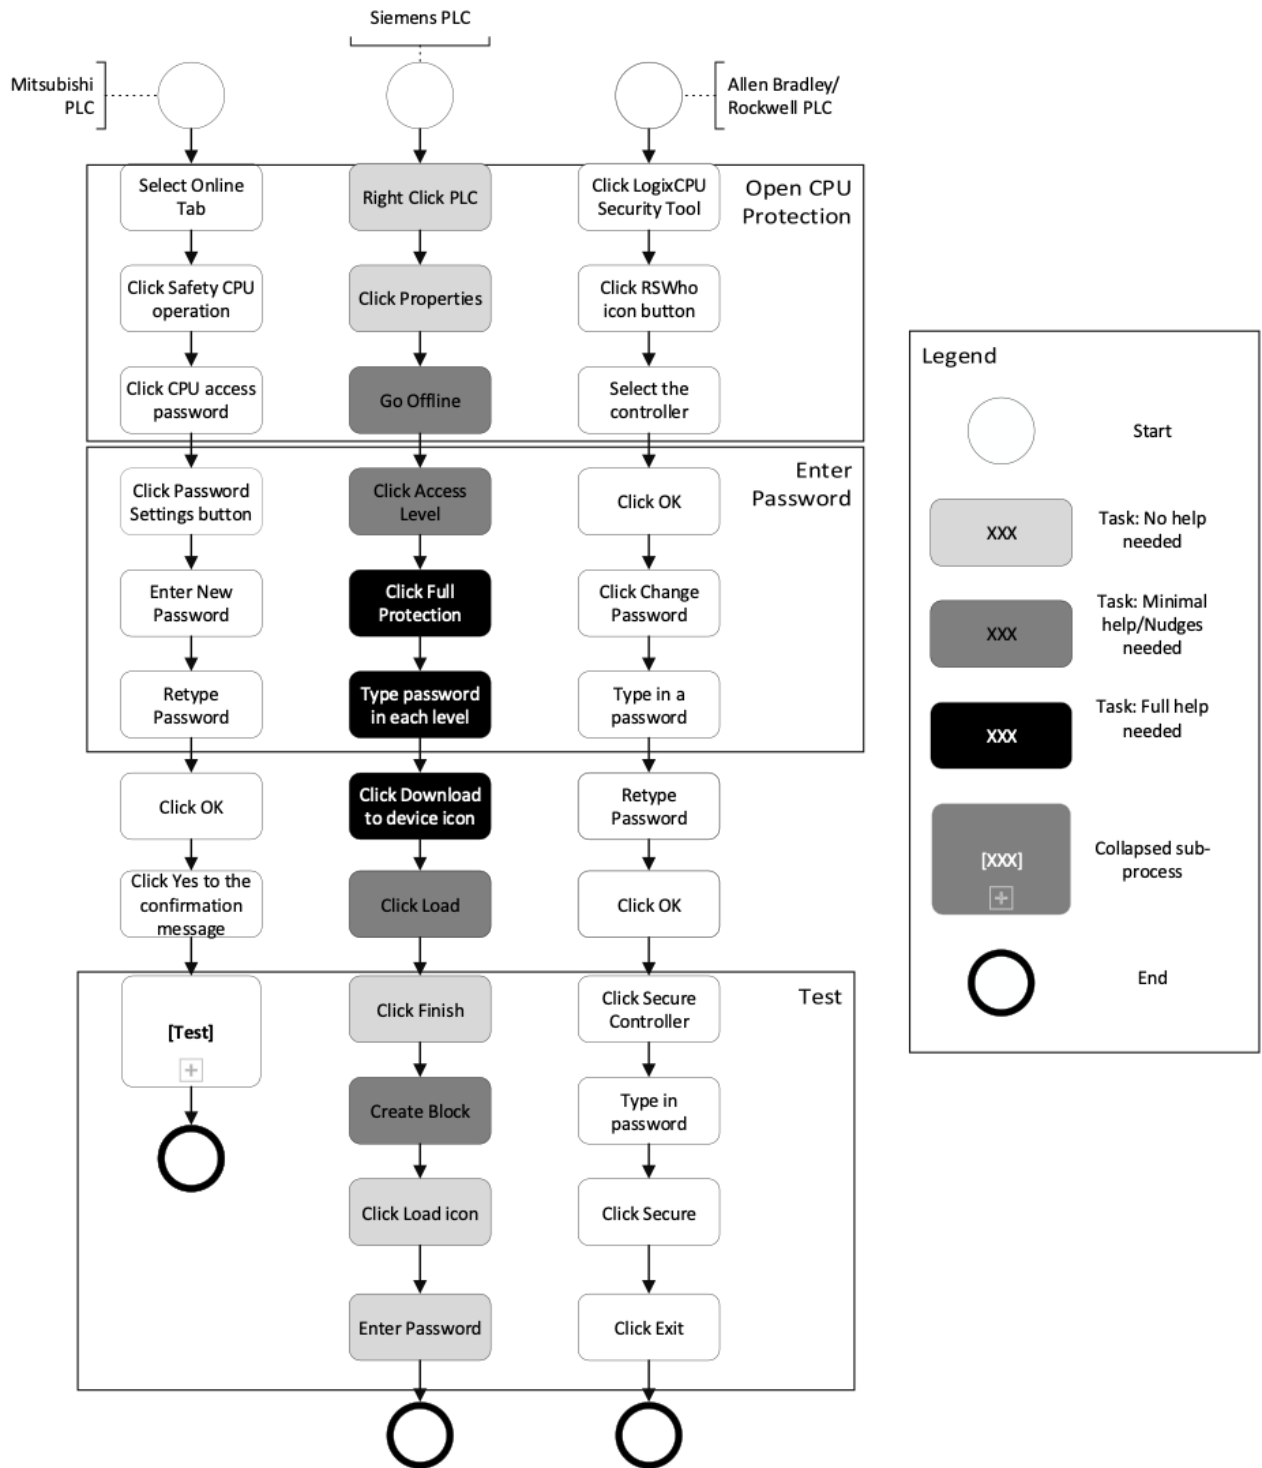 Siemens PLC
Mitsubishi
PLC
Allen Bradley/
Rockwell PLC
Open CPU
Protection
Select Online
Tab
Right Click PLC
Click LogixCPU
Security Tool
Click Safety CPU
operation
Click Properties
Click RSWho
icon button
Click CPU access
password
Go Offline
Select the
controller
Enter
Password
Click Password
Settings button
Click Access
Level
Click OK
Enter New
Password
Click Full
Protection
Click Change
Password
Retype
Password
Type password
in each level
Type in a
password
Click OK
Click Download
to device icon
Retype
Password
Click Yes to the
confirmation
message
Click Load
Click OK
Test
[Test]
Click Finish
Click Secure
Controller
Create Block
Type in
password
Click Load icon
Click Secure
Enter Password
Click Exit
Legend
Start
XXX
Task: No help
needed
XXX
Task: Minimal
help/Nudges
needed
XXX
Task: Full help
needed
[XXX]
Collapsed sub-
process
End